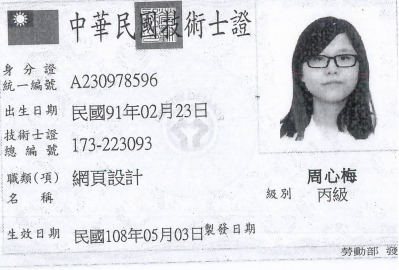 中華民國技術士證
身分證
統一編號 A230978596
出生日期 民國91年02月23日
技術士證
總編號 173-223093
職類(項)
名稱 網頁設計
周心梅
級別 丙級
生效日期 民國108年05月03日 製發日期
勞動部 發